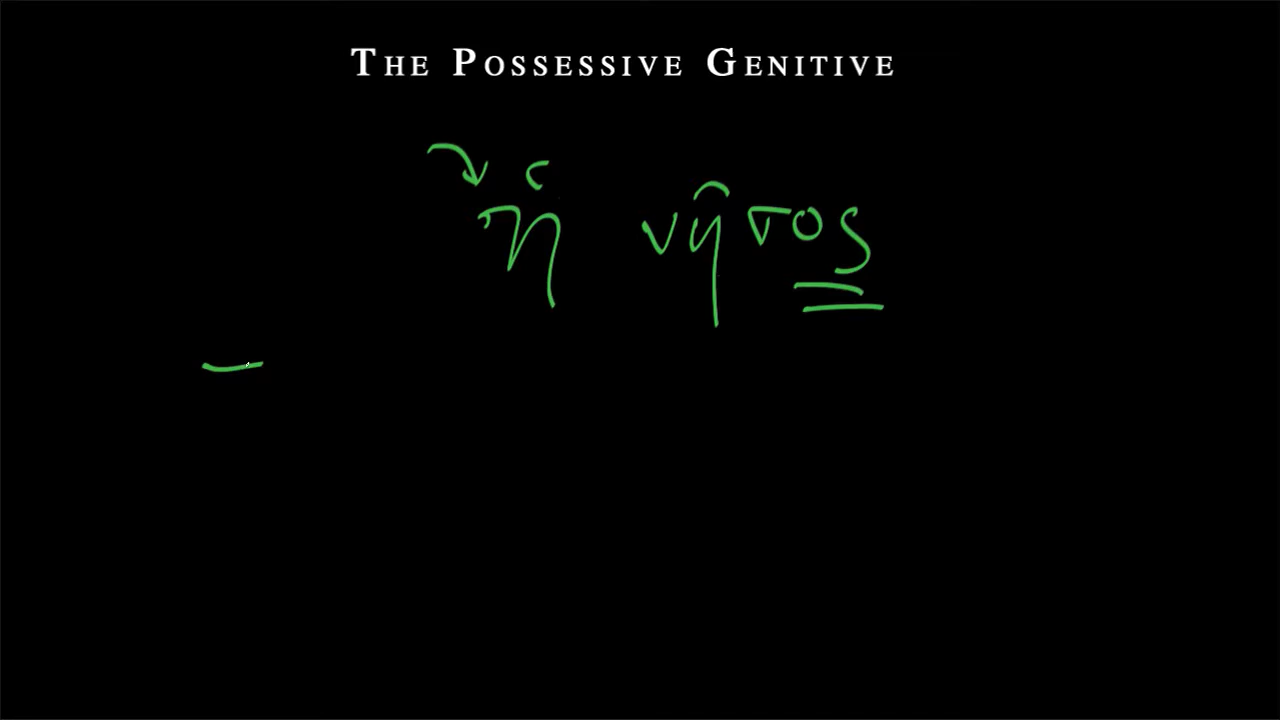 The Possessive Genitive
ἡ νῆσος